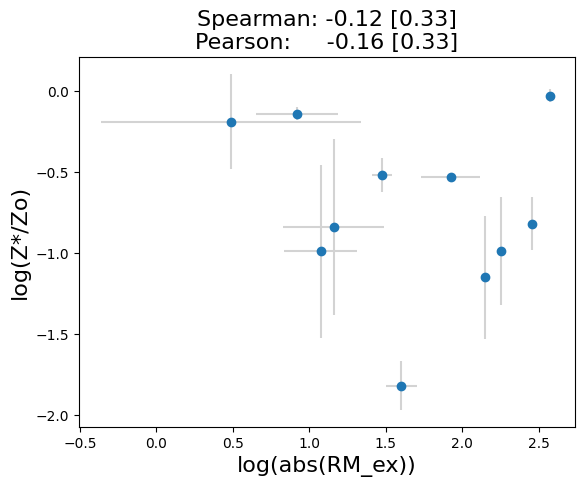 Spearman: -0.12 [0.33]
Pearson: -0.16 [0.33]
0.0
−0.5
−1.0
−1.5
−2.0
log(Z*/Zo)
−0.5 0.0 0.5 1.0 1.5 2.0 2.5
log(abs(RM_ex))